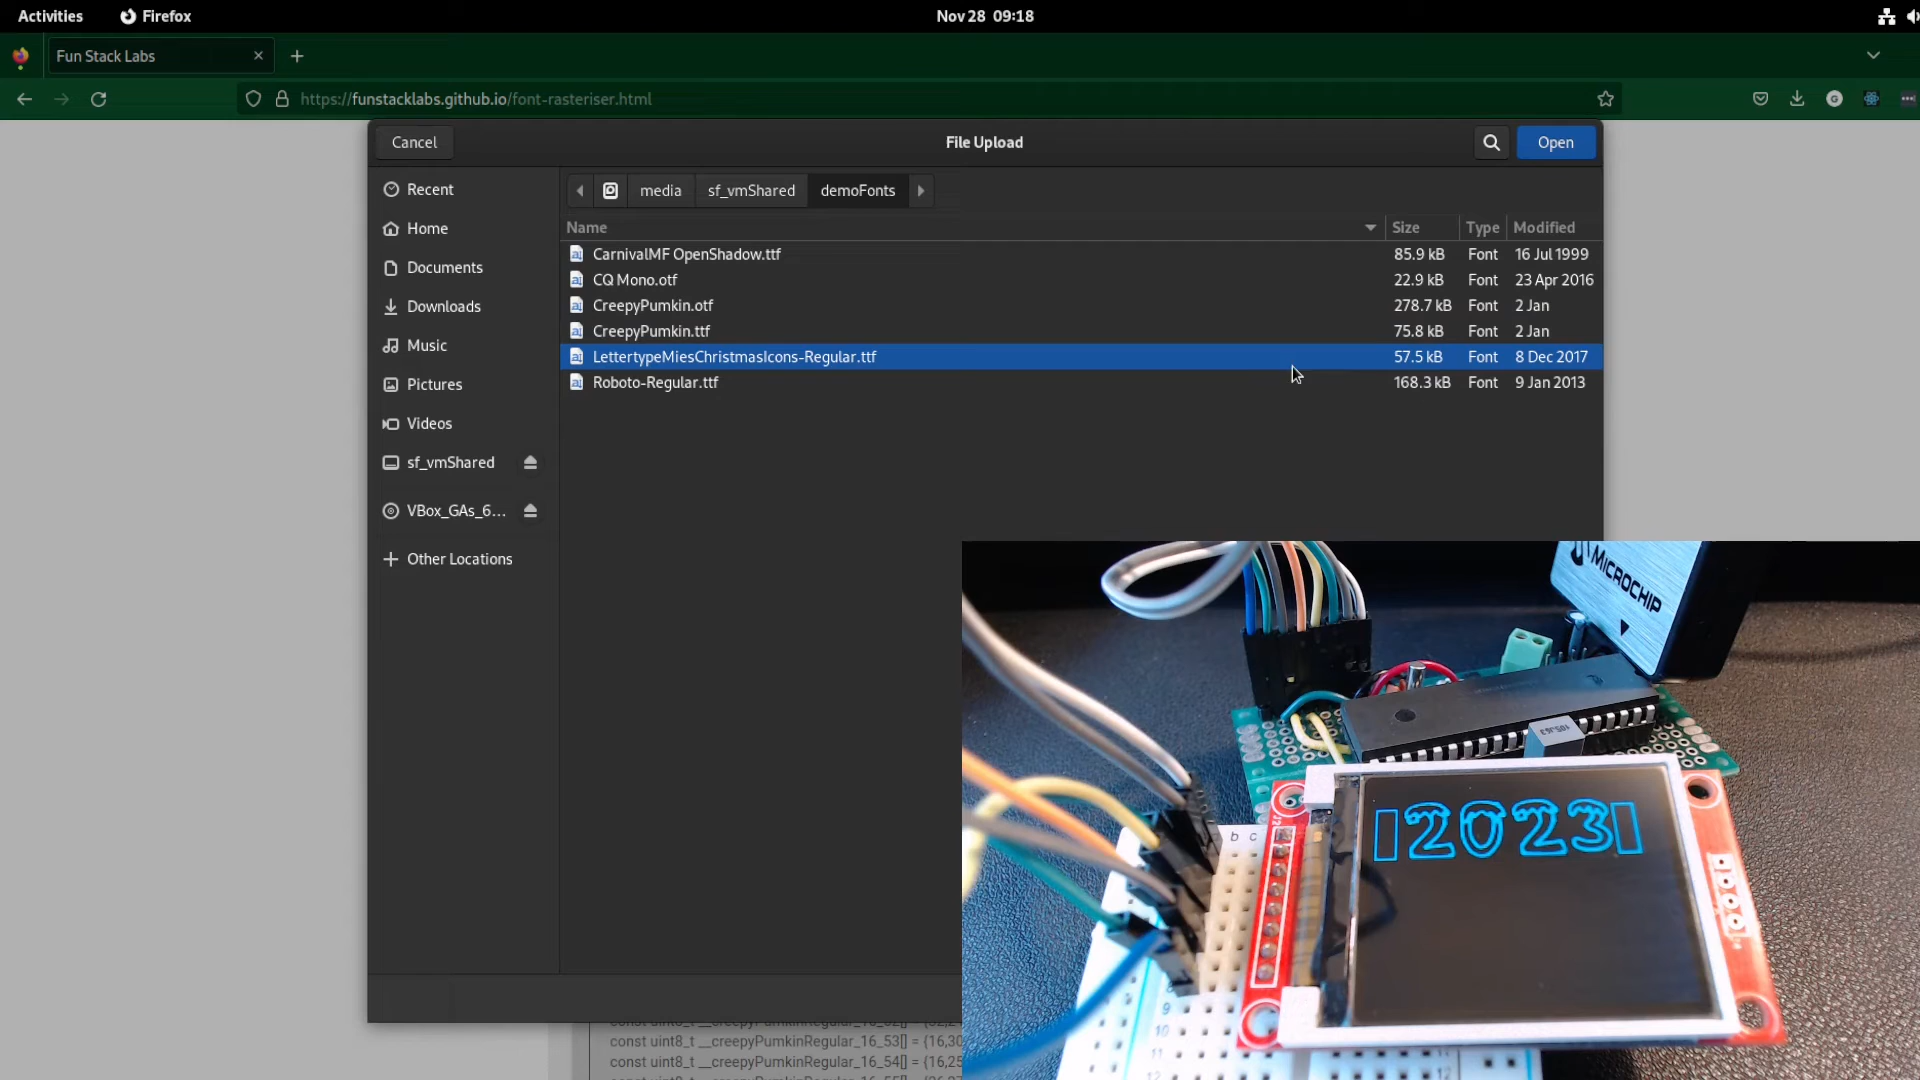 Activities Firefox Nov 28 09:18
Fun Stack Labs
https://funstacklabs.github.io/font-rasteriser.html
Cancel File Upload Open
Recent
Home
Documents
Downloads
Music
Pictures
Videos
sf_vmShared
VBox_GAs_6...
Other Locations
media sf_vmShared demoFonts
Name Size Type Modified
CarnivalMF OpenShadow.ttf 85.9 kB Font 16 Jul 1999
CQ Mono.otf 22.9 kB Font 23 Apr 2016
CreepyPumkin.otf 278.7 kB Font 2 Jan
CreepyPumkin.ttf 75.8 kB Font 2 Jan
LettertypeMiesChristmasIcons-Regular.ttf 57.5 kB Font 8 Dec 2017
Roboto-Regular.ttf 168.3 kB Font 9 Jan 2013
MICROCHIP
2023
b c
9
10
11
12
const uint8_t __creepyPumkinRegular_16_53[] = {16,30
const uint8_t __creepyPumkinRegular_16_54[] = {16,25